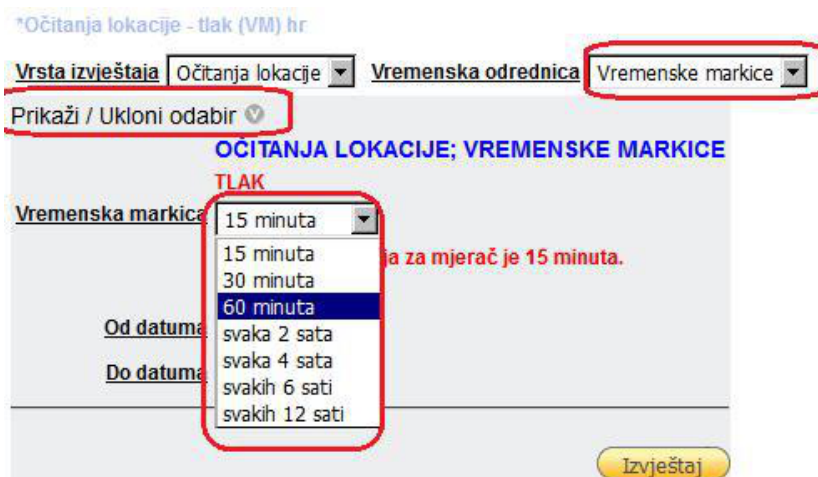 *Očitanja lokacije - tlak (VM) hr
Vrsta izvještaja Očitanja lokacije Vremenska odrednica Vremenske markice
Prikaži / Ukloni odabir
OČITANJA LOKACIJE; VREMENSKE MARKICE
TLAK
Vremenska markica 15 minuta
15 minuta
za mjerač je 15 minuta.
30 minuta
60 minuta
Od datuma
svaka 2 sata
svaka 4 sata
Do datuma
svakih 6 sati
svakih 12 sati
Izvještaj